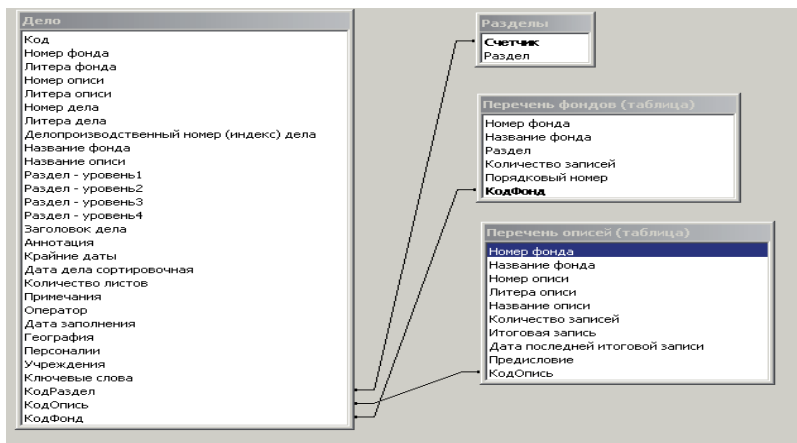 Дело
Код
Номер фонда
Литера фонда
Номер описи
Литера описи
Номер дела
Литера дела
Делопроизводственный номер (индекс) дела
Название фонда
Название описи
Раздел - уровень1
Раздел - уровень2
Раздел - уровень3
Раздел - уровень4
Заголовок дела
Аннотация
Крайние даты
Дата дела сортировочная
Количество листов
Примечания
Оператор
Дата заполнения
География
Персоналии
Учреждения
Ключевые слова
КодРаздел
КодОпись
КодФонд
Разделы
Счетчик
Раздел
Перечень фондов (таблица)
Номер фонда
Название фонда
Раздел
Количество записей
Порядковый номер
КодФонд
Перечень описей (таблица)
Номер фонда
Название фонда
Номер описи
Литера описи
Название описи
Количество записей
Итоговая запись
Дата последней итоговой записи
Предисловие
КодОпись